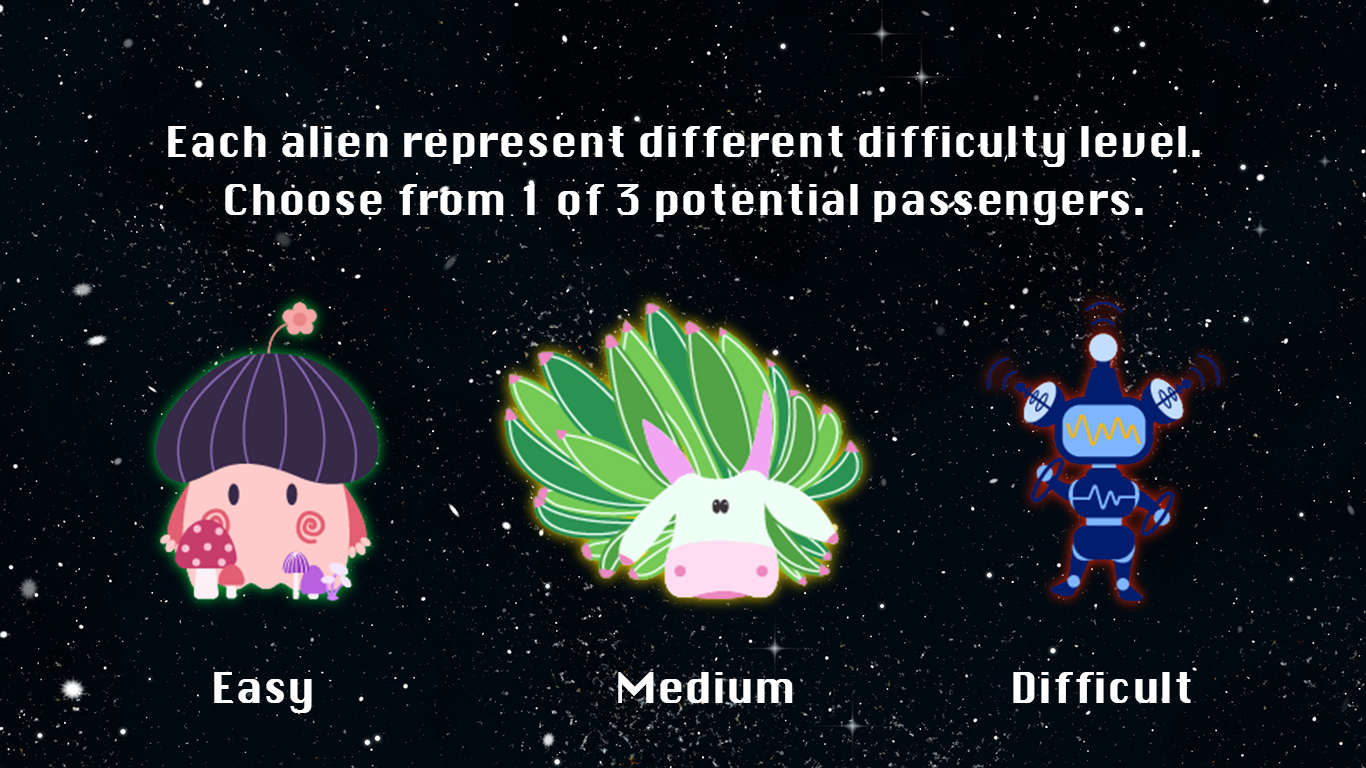 Each alien represent different difficulty level.
Choose from 1 of 3 potential passengers.
Easy
Medium
Difficult